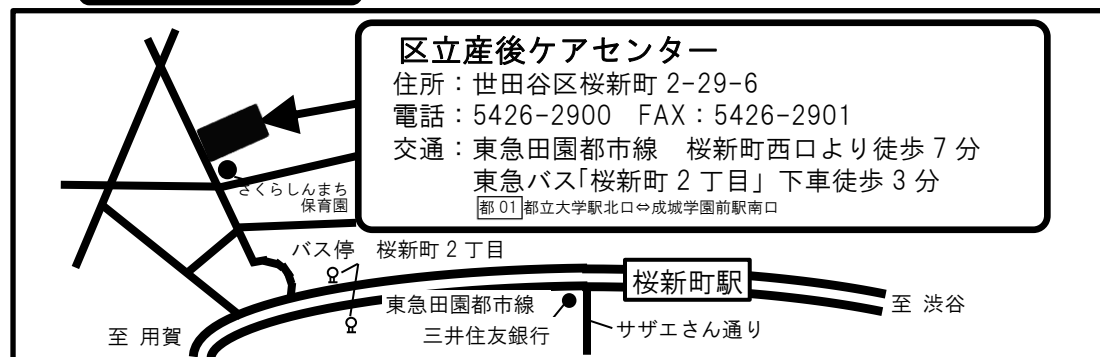 区立産後ケアセンター
住所：世田谷区桜新町 2-29-6
電話：5426-2900　FAX：5426-2901
交通：東急田園都市線　桜新町西口より徒歩 7 分
東急バス「桜新町 2 丁目」下車徒歩 3 分
都 01 都立大学駅北口⇔成城学園前駅南口
さくらしんまち
保育園
バス停　桜新町 2 丁目
桜新町駅
東急田園都市線
至 渋谷
三井住友銀行
サザエさん通り
至 用賀